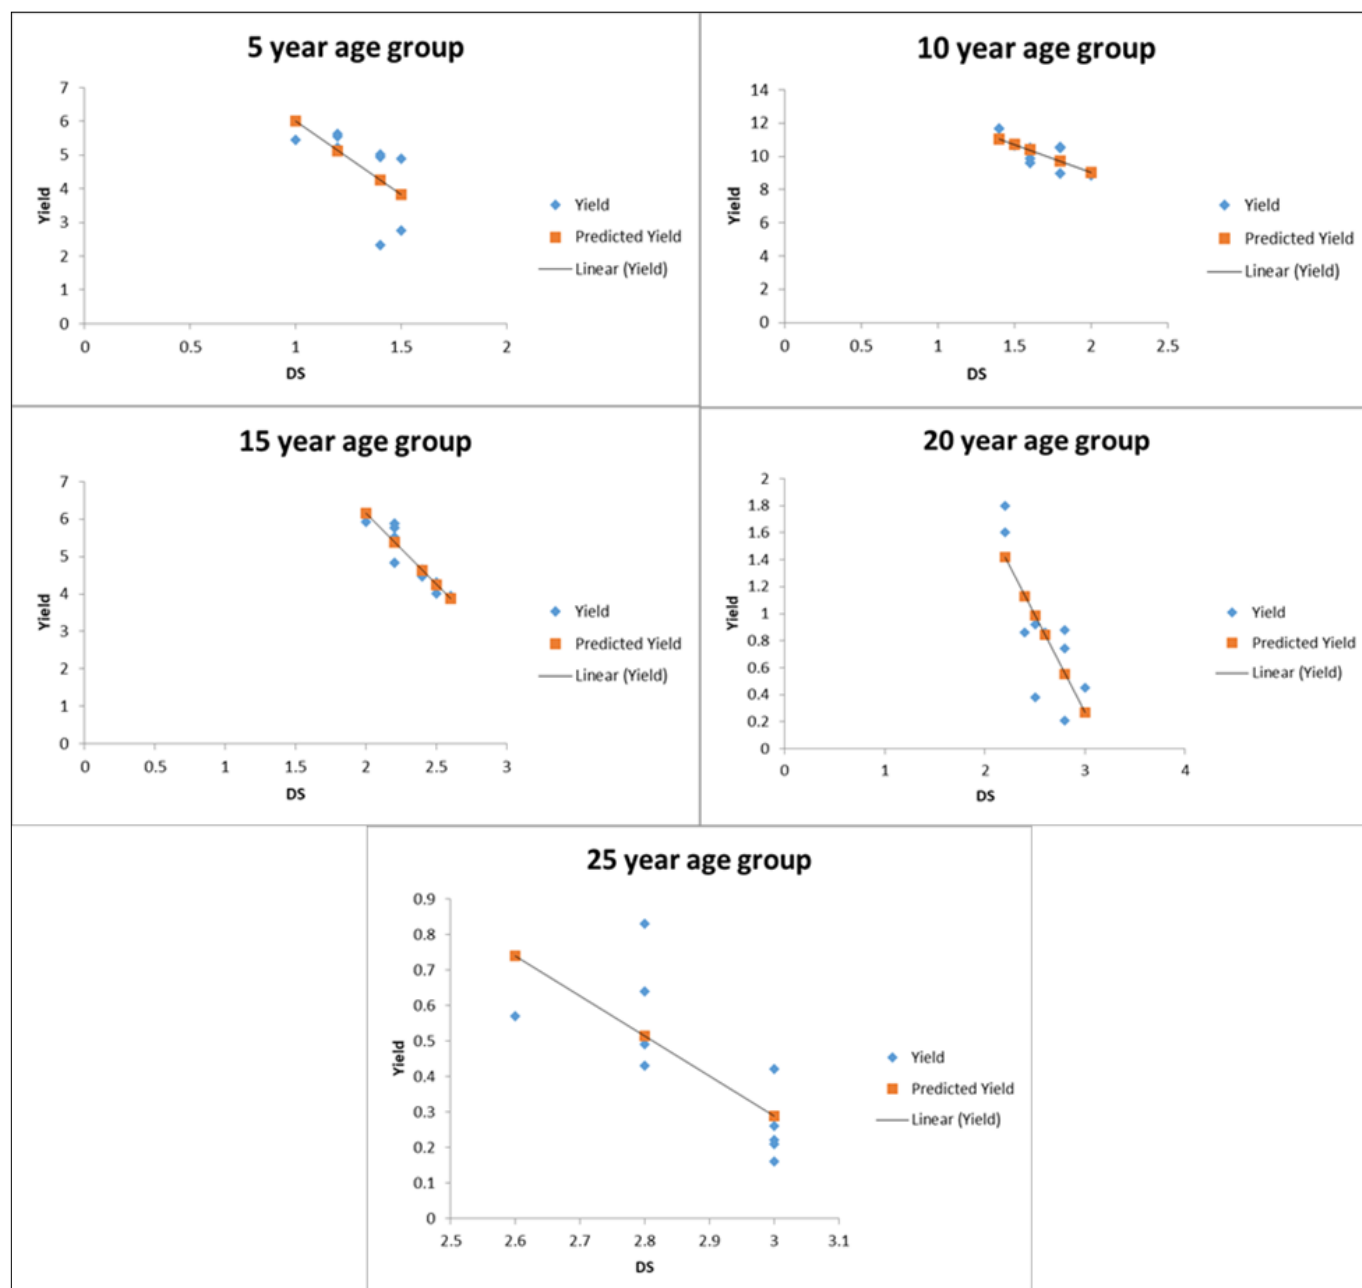 5 year age group
7
6
5
4
3
2
1
0
Yield
0 0.5 1 1.5 2
DS
Yield
Predicted Yield
Linear (Yield)
10 year age group
14
12
10
8
6
4
2
0
Yield
0 0.5 1 1.5 2 2.5
DS
Yield
Predicted Yield
Linear (Yield)
15 year age group
7
6
5
4
3
2
1
0
Yield
0 0.5 1 1.5 2 2.5 3
DS
Yield
Predicted Yield
Linear (Yield)
20 year age group
2
1.8
1.6
1.4
1.2
1
0.8
0.6
0.4
0.2
0
Yield
0 1 2 3 4
DS
Yield
Predicted Yield
Linear (Yield)
25 year age group
0.9
0.8
0.7
0.6
0.5
0.4
0.3
0.2
0.1
0
Yield
2.5 2.6 2.7 2.8 2.9 3 3.1
DS
Yield
Predicted Yield
Linear (Yield)